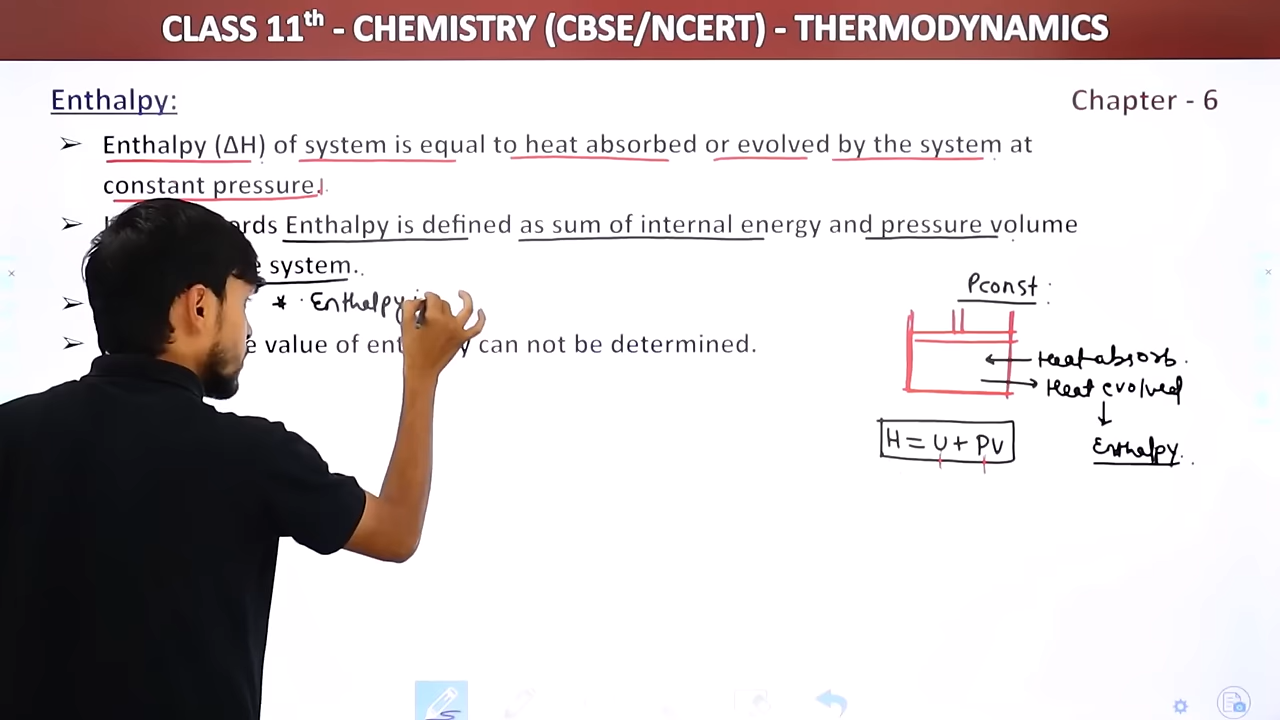 CLASS 11th - CHEMISTRY (CBSE/NCERT) - THERMODYNAMICS
Enthalpy:
Chapter - 6
➢ Enthalpy (ΔH) of system is equal to heat absorbed or evolved by the system at
constant pressure.
➢ Enthalpy is defined as sum of internal energy and pressure volume
system.
➢ * Enthalpy
➢ value of can not be determined.
Pconst
Heat absorb.
Heat evolved
H = U + PV
Enthalpy